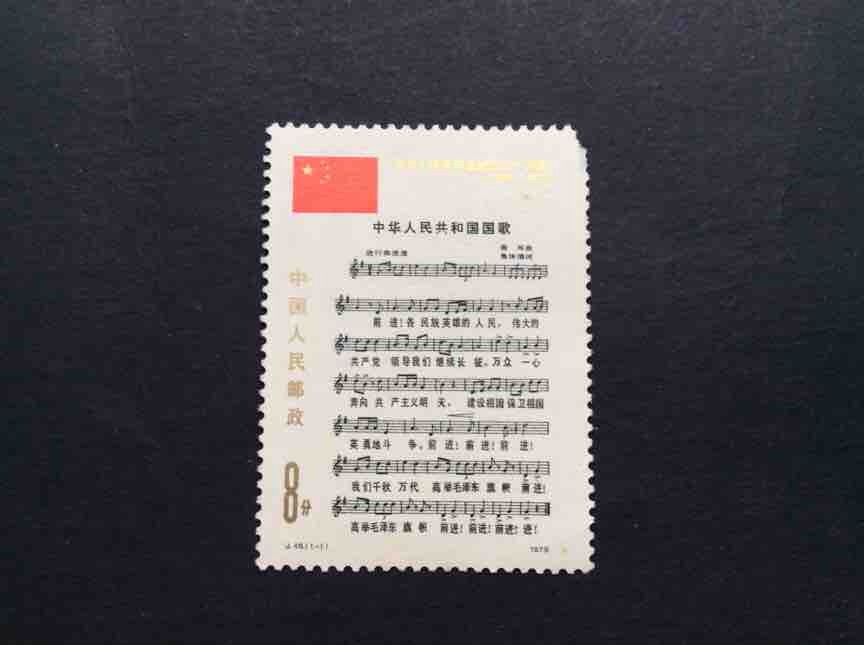 中华人民共和国国歌
进行曲速度
聂 耳曲
集体填词
前 进！各 民族英雄的 人 民， 伟大的
共产党 领导我们 继续长 征。万众 一心
奔向 共 产主义明 天， 建设祖国 保卫祖国
英 勇地斗 争。前 进！前 进！前 进！
我们千秋 万代 高举毛泽东 旗 帜 前进！
高举毛泽东 旗 帜 前进！前进！前进！进！
中国人民邮政
8分
J.46.(1-1)
1979